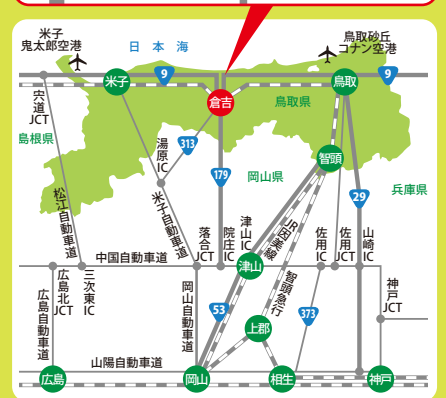 米子
鬼太郎空港
日本海
鳥取砂丘
コナン空港
9
9
米子
倉吉
鳥取
鳥取県
宍道
JCT
島根県
313
湯原
IC
智頭
179
岡山県
兵庫県
29
松江自動車道
米子自動車道
落合
JCT
院庄
IC
津山
IC
JR因美線
佐用
IC
佐用
JCT
山崎
IC
中国自動車道
津山
智頭急行
神戸
JCT
広島自動車道
広島北
JCT
三次東
IC
岡山自動車道
53
373
上郡
山陽自動車道
広島
岡山
相生
神戸